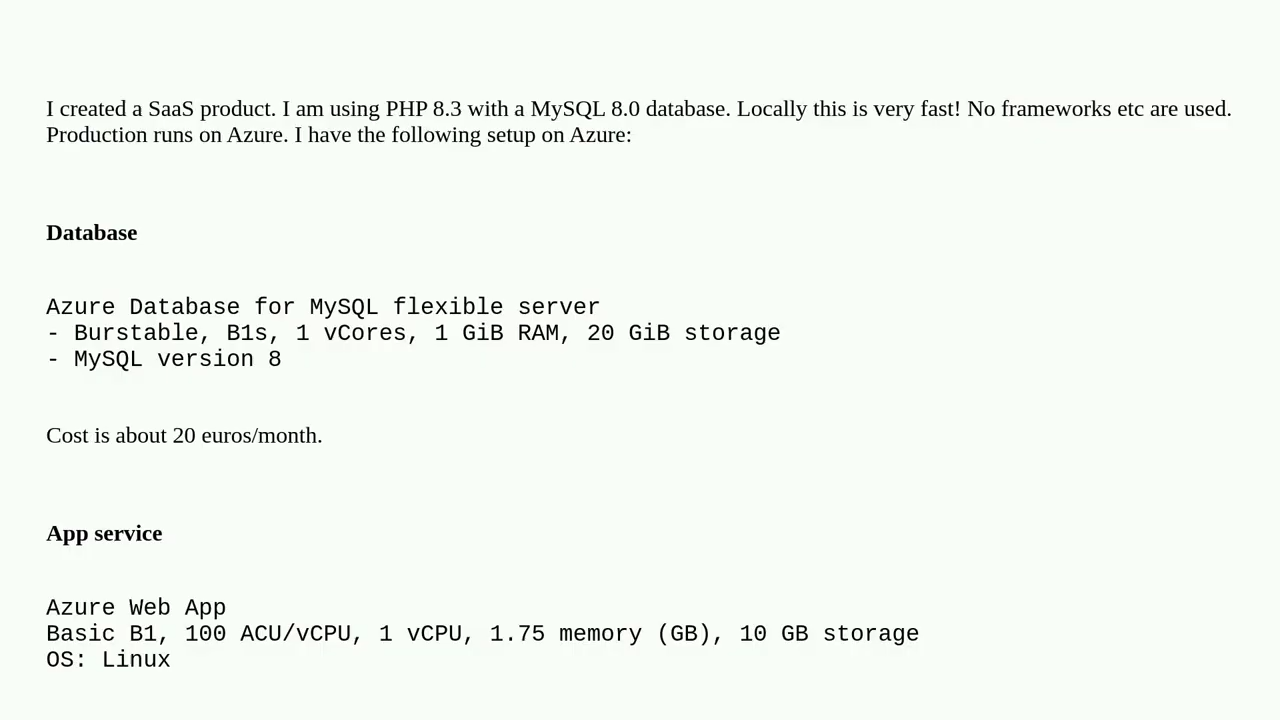 I created a SaaS product. I am using PHP 8.3 with a MySQL 8.0 database. Locally this is very fast! No frameworks etc are used.
Production runs on Azure. I have the following setup on Azure:
Database
Azure Database for MySQL flexible server
- Burstable, B1s, 1 vCores, 1 GiB RAM, 20 GiB storage
- MySQL version 8
Cost is about 20 euros/month.
App service
Azure Web App
Basic B1, 100 ACU/vCPU, 1 vCPU, 1.75 memory (GB), 10 GB storage
OS: Linux